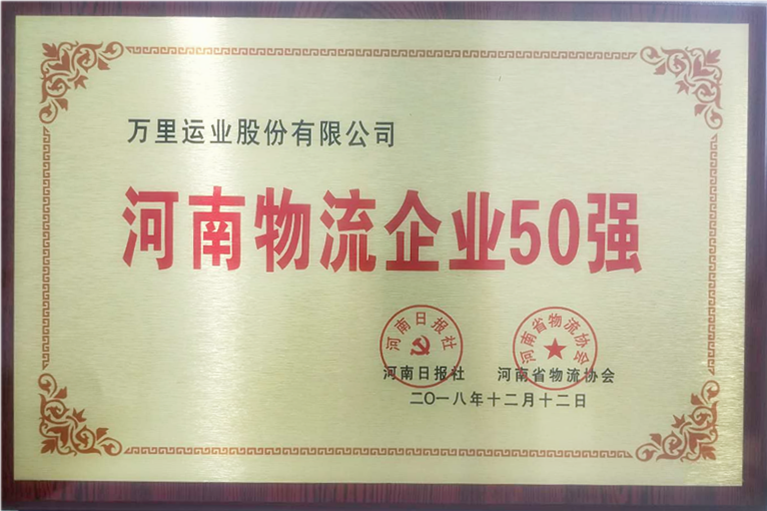 万里运业股份有限公司
河南物流企业50强
河南日报社
河南省物流协会
河南日报社 河南省物流协会
二〇一八年十二月十二日